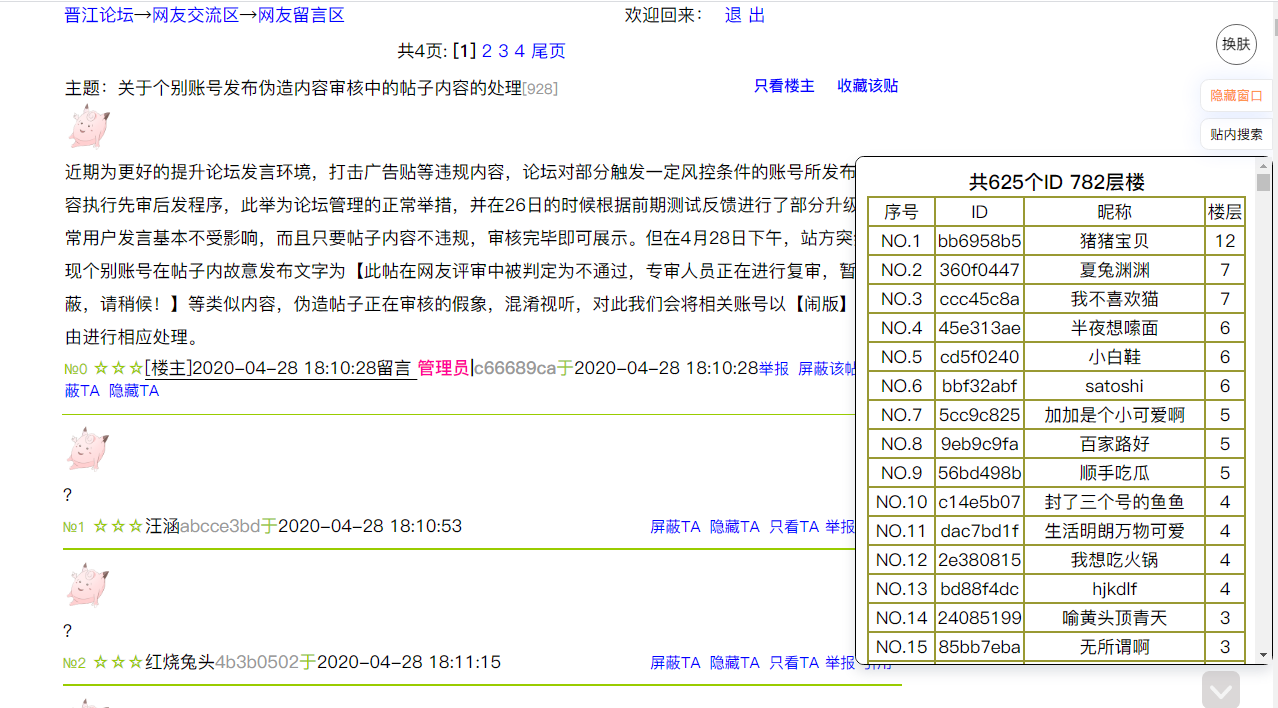 晋江论坛→网友交流区→网友留言区
欢迎回来： 退 出
共4页: [1] 2 3 4 尾页
换肤
主题：关于个别账号发布伪造内容审核中的帖子内容的处理[928]
只看楼主 收藏该贴
隐藏窗口
贴内搜索
近期为更好的提升论坛发言环境，打击广告贴等违规内容，论坛对部分触发一定风控条件的账号所发布
容执行先审后发程序，此举为论坛管理的正常举措，并在26日的时候根据前期测试反馈进行了部分升级
常用户发言基本不受影响，而且只要帖子内容不违规，审核完毕即可展示。但在4月28日下午，站方突
现个别账号在帖子内故意发布文字为【此帖在网友评审中被判定为不通过，专审人员正在进行复审，暂
蔽，请稍候！】等类似内容，伪造帖子正在审核的假象，混淆视听，对此我们会将相关账号以【闹版】
由进行相应处理。
№0 ☆☆☆[楼主]2020-04-28 18:10:28留言 管理员|c66689ca于2020-04-28 18:10:28举报 屏蔽该帖
蔽TA 隐藏TA
?
№1 ☆☆☆汪涵abcce3bd于2020-04-28 18:10:53
屏蔽TA 隐藏TA 只看TA 举报
?
№2 ☆☆☆红烧兔头4b3b0502于2020-04-28 18:11:15
屏蔽TA 隐藏TA 只看TA 举报 引用
共625个ID 782层楼
序号 ID 昵称 楼层
NO.1 bb6958b5 猪猪宝贝 12
NO.2 360f0447 夏兔渊渊 7
NO.3 ccc45c8a 我不喜欢猫 7
NO.4 45e313ae 半夜想嗦面 6
NO.5 cd5f0240 小白鞋 6
NO.6 bbf32abf satoshi 6
NO.7 5cc9c825 加加是个小可爱啊 5
NO.8 9eb9c9fa 百家路好 5
NO.9 56bd498b 顺手吃瓜 5
NO.10 c14e5b07 封了三个号的鱼鱼 4
NO.11 dac7bd1f 生活明朗万物可爱 4
NO.12 2e380815 我想吃火锅 4
NO.13 bd88f4dc hjkdlf 4
NO.14 24085199 喻黄头顶青天 3
NO.15 85bb7eba 无所谓啊 3